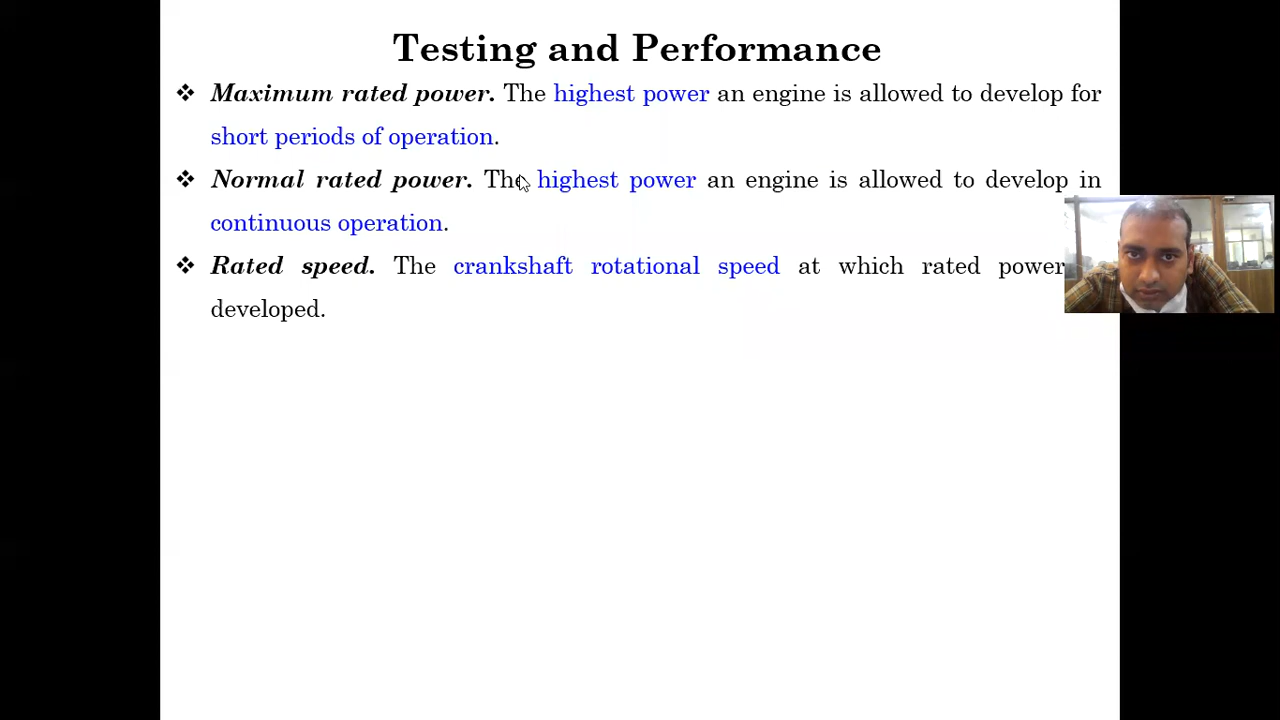 Testing and Performance
❖ Maximum rated power. The highest power an engine is allowed to develop for
short periods of operation.
❖ Normal rated power. The highest power an engine is allowed to develop in
continuous operation.
❖ Rated speed. The crankshaft rotational speed at which rated power
developed.